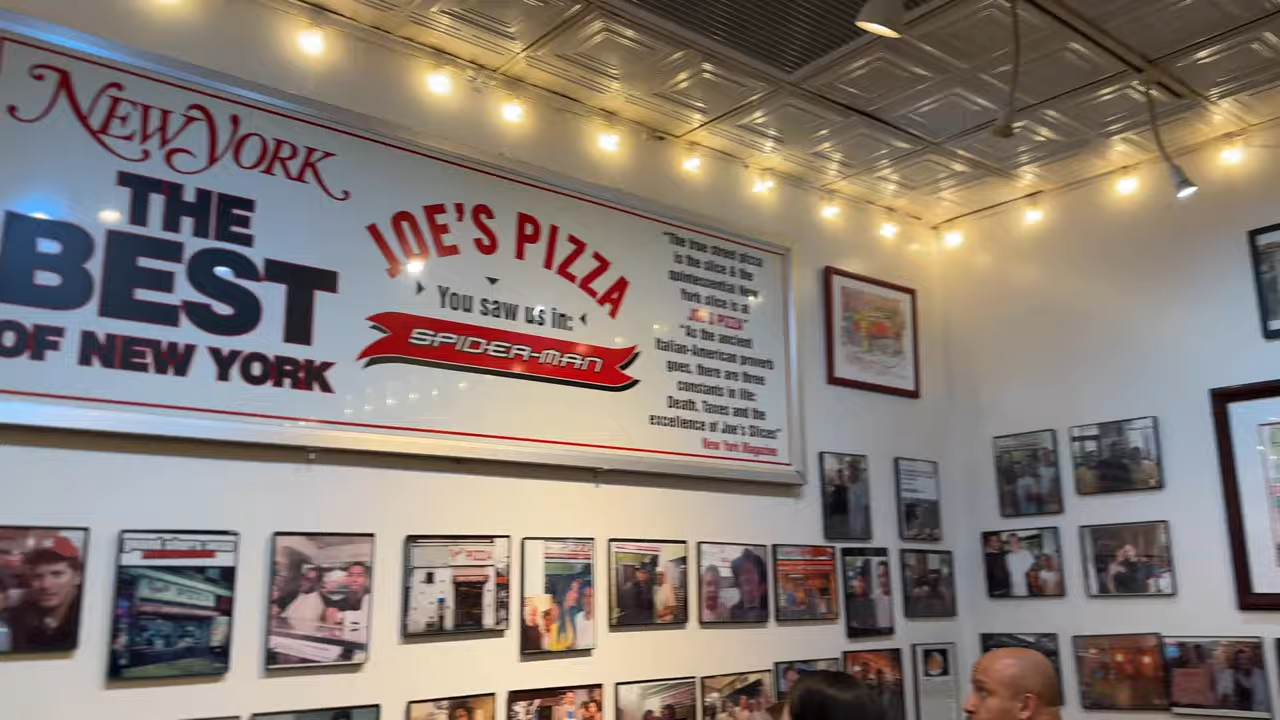 NEW YORK
THE
BEST
OF NEW YORK
JOE'S PIZZA
You saw us in:
SPIDER-MAN
"The true street pizza
is the slice & the
quintessential New
York slice is a
JOE'S PIZZA"
"As the ancient
Italian-American proverb
goes, there are three
constants in life:
Death, Taxes and the
excellence of Joe's Slices"
New York Magazine